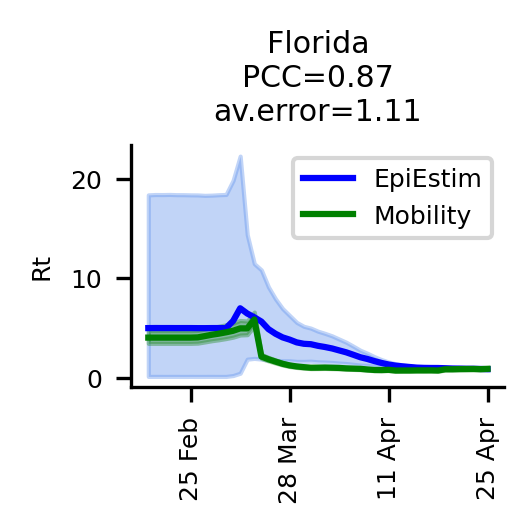 Florida
PCC=0.87
av.error=1.11
EpiEstim
Mobility
Rt
20
10
0
25 Feb
28 Mar
11 Apr
25 Apr